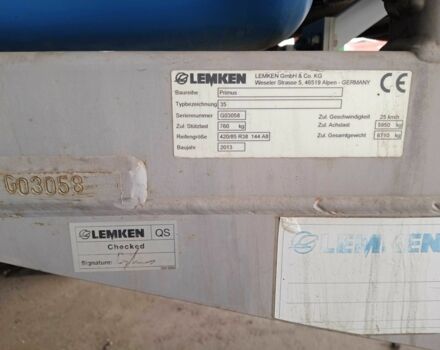 LEMKEN
LEMKEN GmbH & Co. KG
Weseler Strasse 5, 46519 Alpen - GERMANY
CE
Baureihe: Primus
Typbezeichnung 35
Seriennummer: G03058 Zul. Geschwindigkeit 25 km/h
Zul. Stützlast 760 kg Zul. Achslast 5950 kg
Reifengröße 420/85 R38 144 A8 Zul. Gesamtgewicht 6710 kg
Baujahr 2013
G03058
LEMKEN QS
Checked
Signature:
LEMKEN